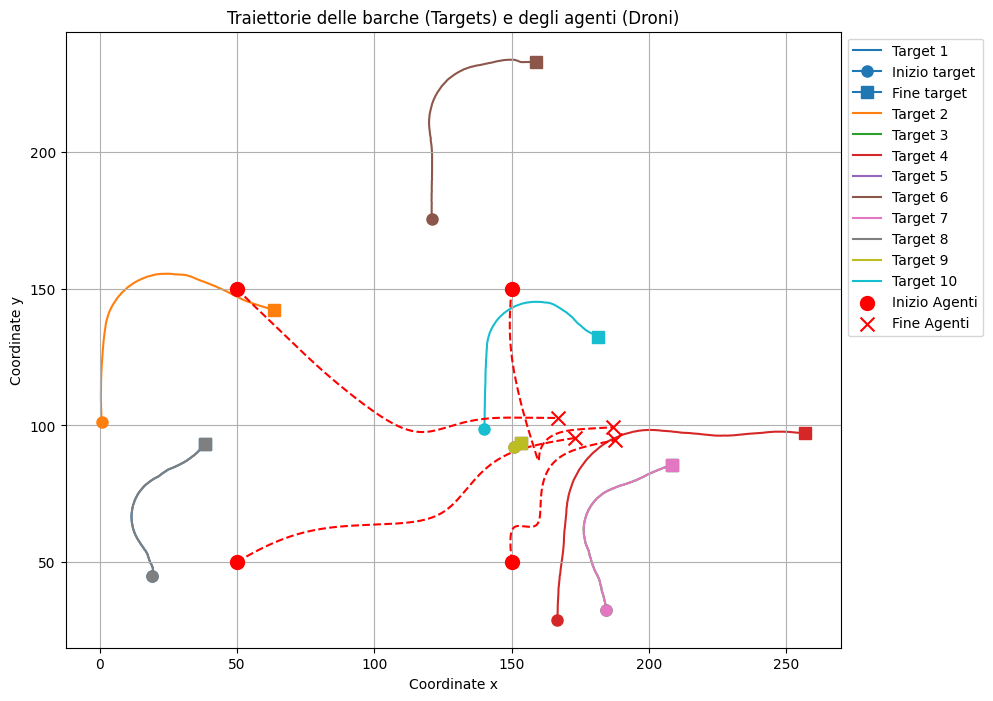 Traiettorie delle barche (Targets) e degli agenti (Droni)
Target 1
Inizio target
Fine target
Target 2
Target 3
Target 4
Target 5
Target 6
Target 7
Target 8
Target 9
Target 10
Inizio Agenti
Fine Agenti
Coordinate y
200
150
100
50
0 50 100 150 200 250
Coordinate x